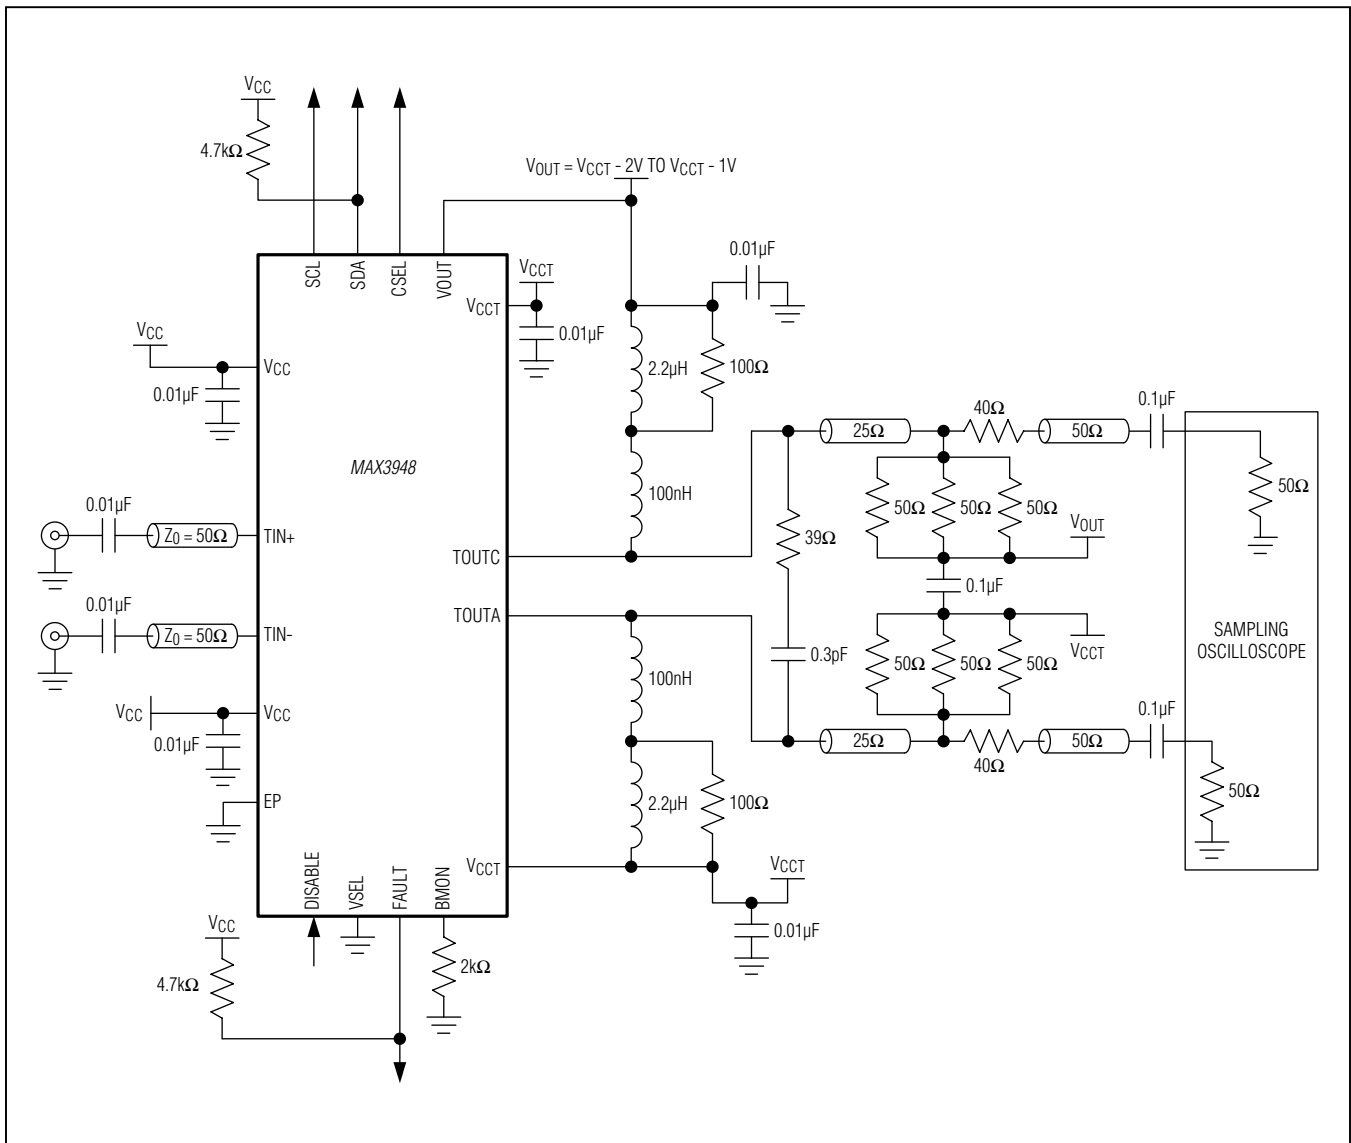 VCC
4.7kΩ
VOUT = VCCT - 2V TO VCCT - 1V
0.01µF
SCL
SDA
CSEL
VOUT
VCCT
VCCT
0.01µF
VCC
VCC
0.01µF
2.2µH
100Ω
0.1µF
40Ω
25Ω
50Ω
MAX3948
100nH
50Ω
50Ω
50Ω
50Ω
0.01µF
Z0 = 50Ω
TIN+
VOUT
39Ω
TOUTC
0.1µF
0.01µF
TOUTA
Z0 = 50Ω
TIN-
SAMPLING
OSCILLOSCOPE
0.3pF
50Ω
50Ω
50Ω
VCCT
100nH
VCC
VCC
0.1µF
0.01µF
25Ω
50Ω
40Ω
EP
2.2µH
100Ω
50Ω
DISABLE
VSEL
FAULT
BMON
VCCT
VCCT
VCC
0.01µF
4.7kΩ
2kΩ